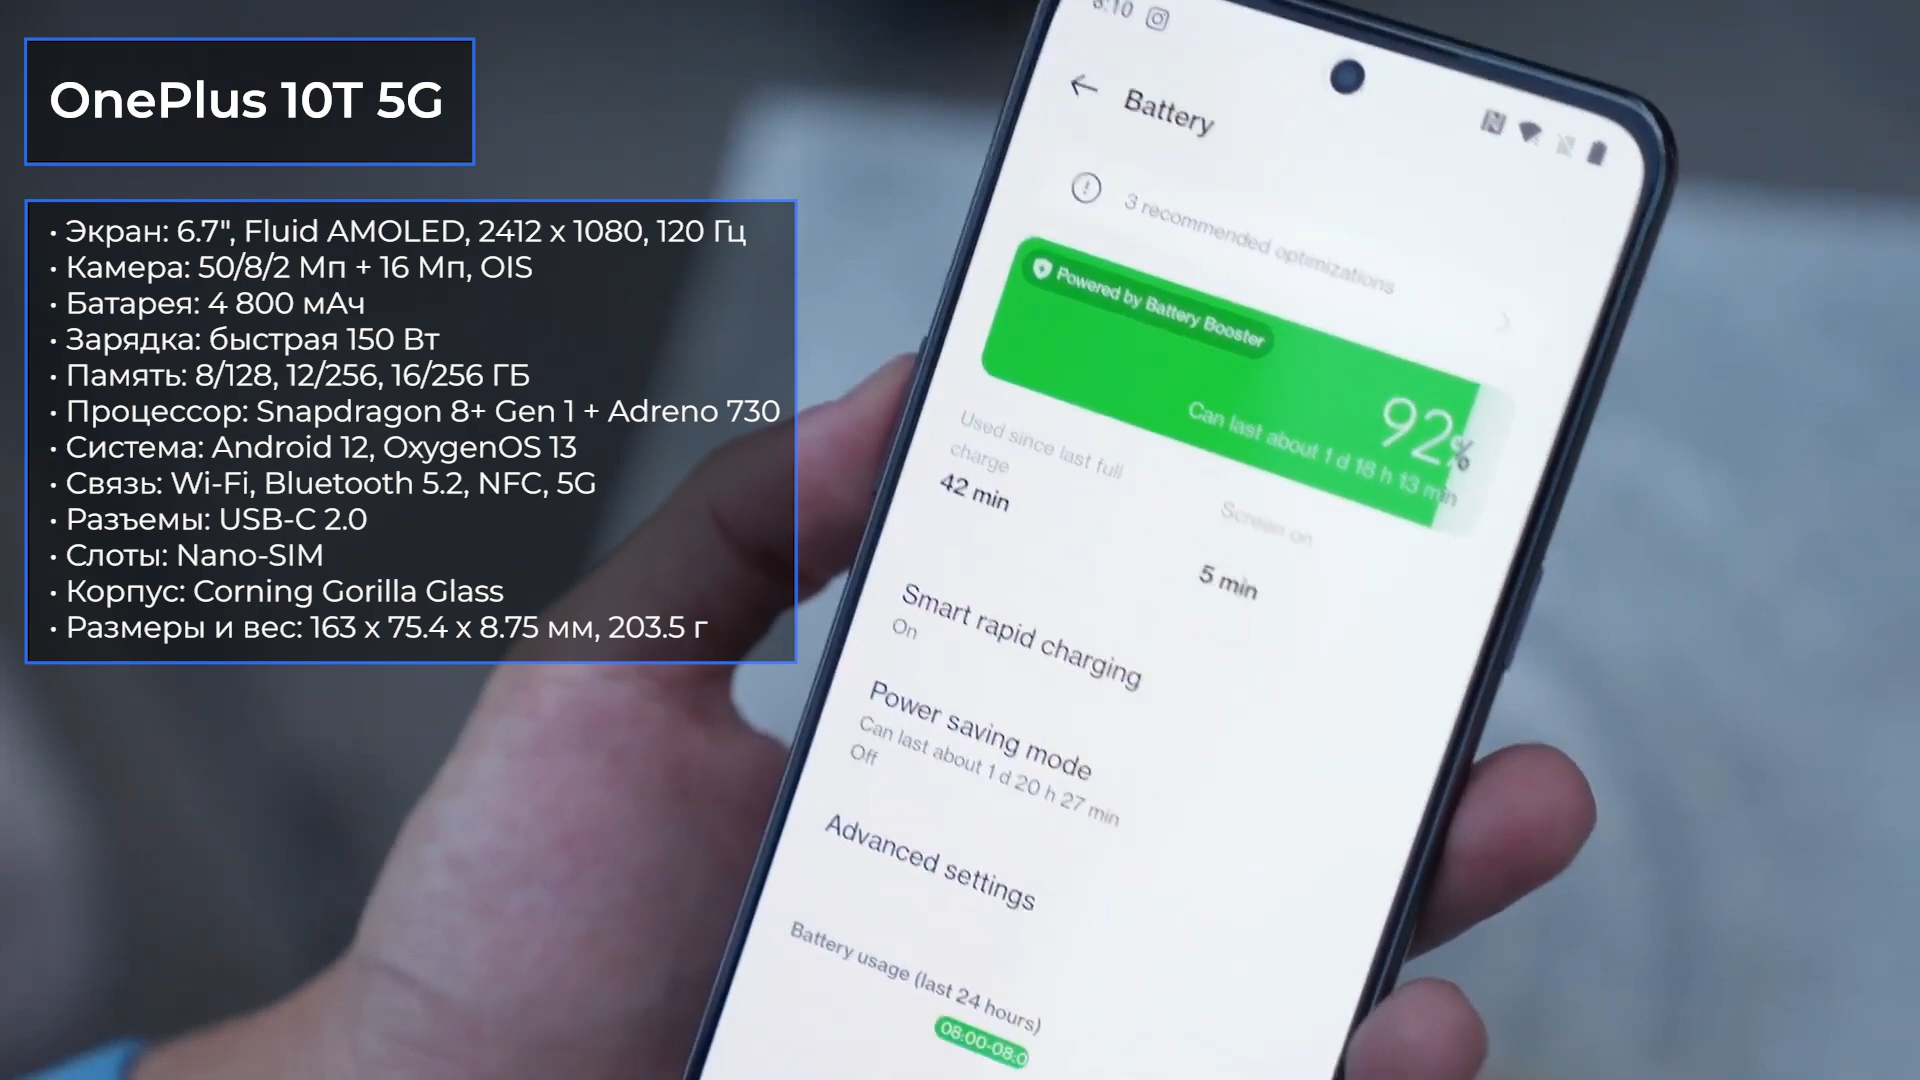 OnePlus 10T 5G
• Экран: 6.7", Fluid AMOLED, 2412 x 1080, 120 Гц
• Камера: 50/8/2 Мп + 16 Мп, OIS
• Батарея: 4 800 мАч
• Зарядка: быстрая 150 Вт
• Память: 8/128, 12/256, 16/256 ГБ
• Процессор: Snapdragon 8+ Gen 1 + Adreno 730
• Система: Android 12, OxygenOS 13
• Связь: Wi-Fi, Bluetooth 5.2, NFC, 5G
• Разъемы: USB-C 2.0
• Слоты: Nano-SIM
• Корпус: Corning Gorilla Glass
• Размеры и вес: 163 x 75.4 x 8.75 мм, 203.5 г
Battery
3 recommended optimizations
Powered by Battery Booster
92%
Can last about 1 d 18 h 13 min
Used since last full
charge
42 min
Screen on
5 min
Smart rapid charging
On
Power saving mode
Can last about 1 d 20 h 27 min
Off
Advanced settings
Battery usage (last 24 hours)